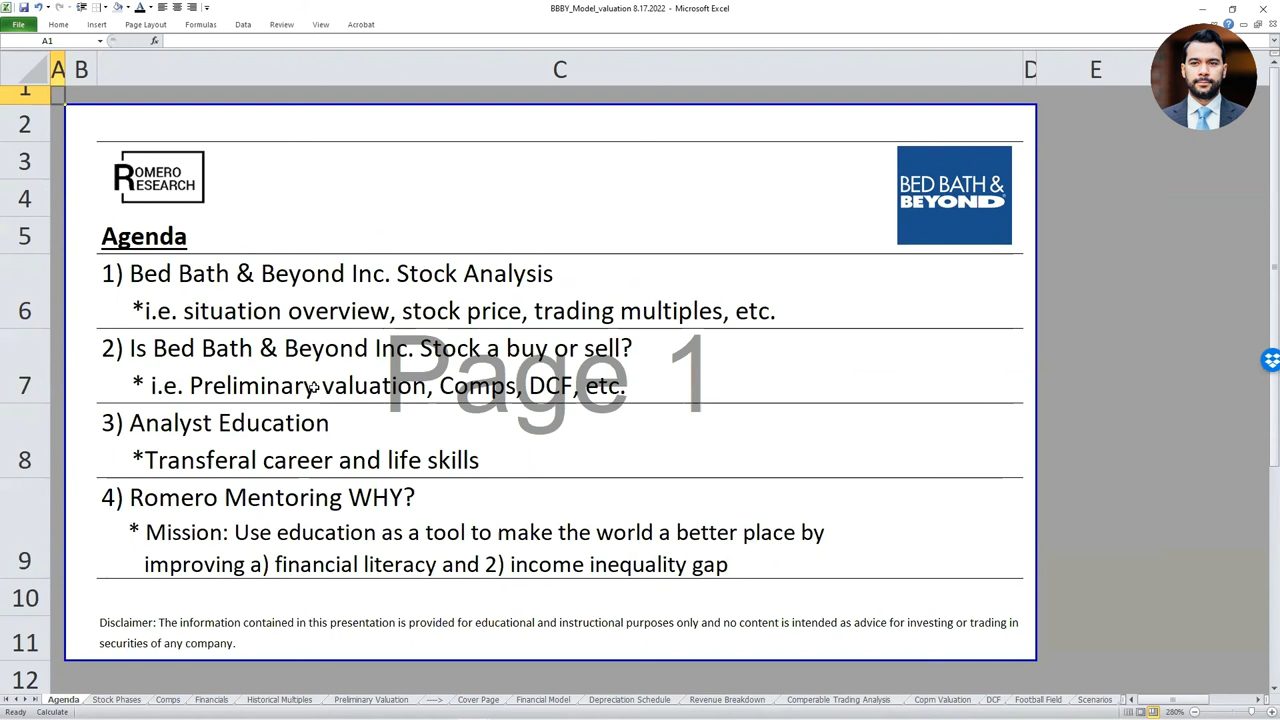 BBBY_Model_valuation 8.17.2022 - Microsoft Excel
File Home Insert Page Layout Formulas Data Review View Acrobat
A1 fx
A B C D E
1
2
3
4
5
6
7
8
9
10
11
12
ROMERO
RESEARCH
BED BATH &
BEYOND
Agenda
1) Bed Bath & Beyond Inc. Stock Analysis
*i.e. situation overview, stock price, trading multiples, etc.
2) Is Bed Bath & Beyond Inc. Stock a buy or sell?
* i.e. Preliminary valuation, Comps, DCF, etc.
Page 1
3) Analyst Education
*Transferal career and life skills
4) Romero Mentoring WHY?
* Mission: Use education as a tool to make the world a better place by
improving a) financial literacy and 2) income inequality gap
Disclaimer: The information contained in this presentation is provided for educational and instructional purposes only and no content is intended as advice for investing or trading in
securities of any company.
Agenda Stock Phases Comps Financials Historical Multiples Preliminary Valuation ---> Cover Page Financial Model Depreciation Schedule Revenue Breakdown Comperable Trading Analysis Copm Valuation DCF Football Field Scenarios
Ready Calculate 280%